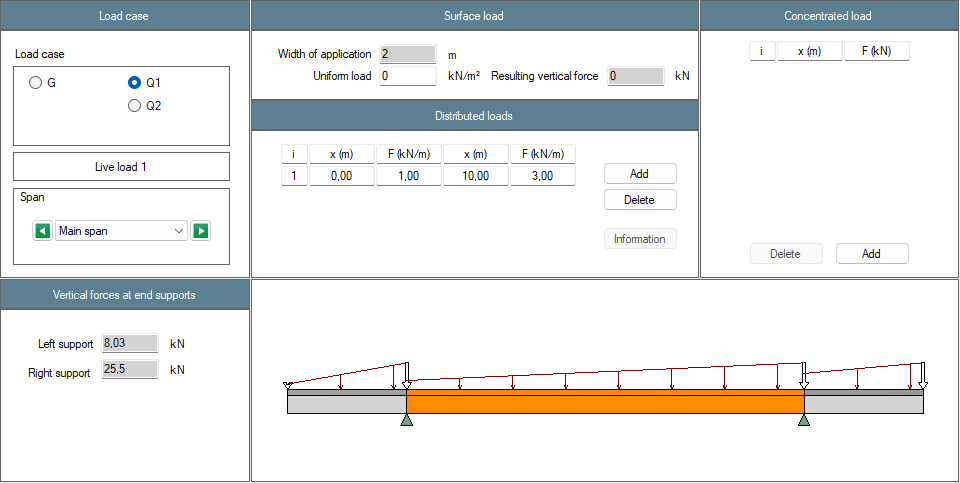 Load case
Load case
G
Q1
Q2
Live load 1
Span
Main span
Surface load
Width of application 2 m
Uniform load 0 kN/m² Resulting vertical force 0 kN
Distributed loads
i x (m) F (kN/m) x (m) F (kN/m)
1 0,00 1,00 10,00 3,00
Add
Delete
Information
Concentrated load
i x (m) F (kN)
Delete Add
Vertical forces at end supports
Left support 8,03 kN
Right support 25,5 kN